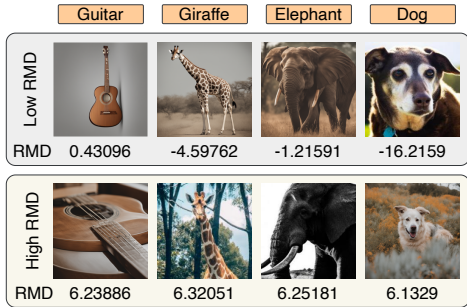 Guitar Giraffe Elephant Dog
Low RMD
RMD 0.43096 -4.59762 -1.21591 -16.2159
High RMD
RMD 6.23886 6.32051 6.25181 6.1329